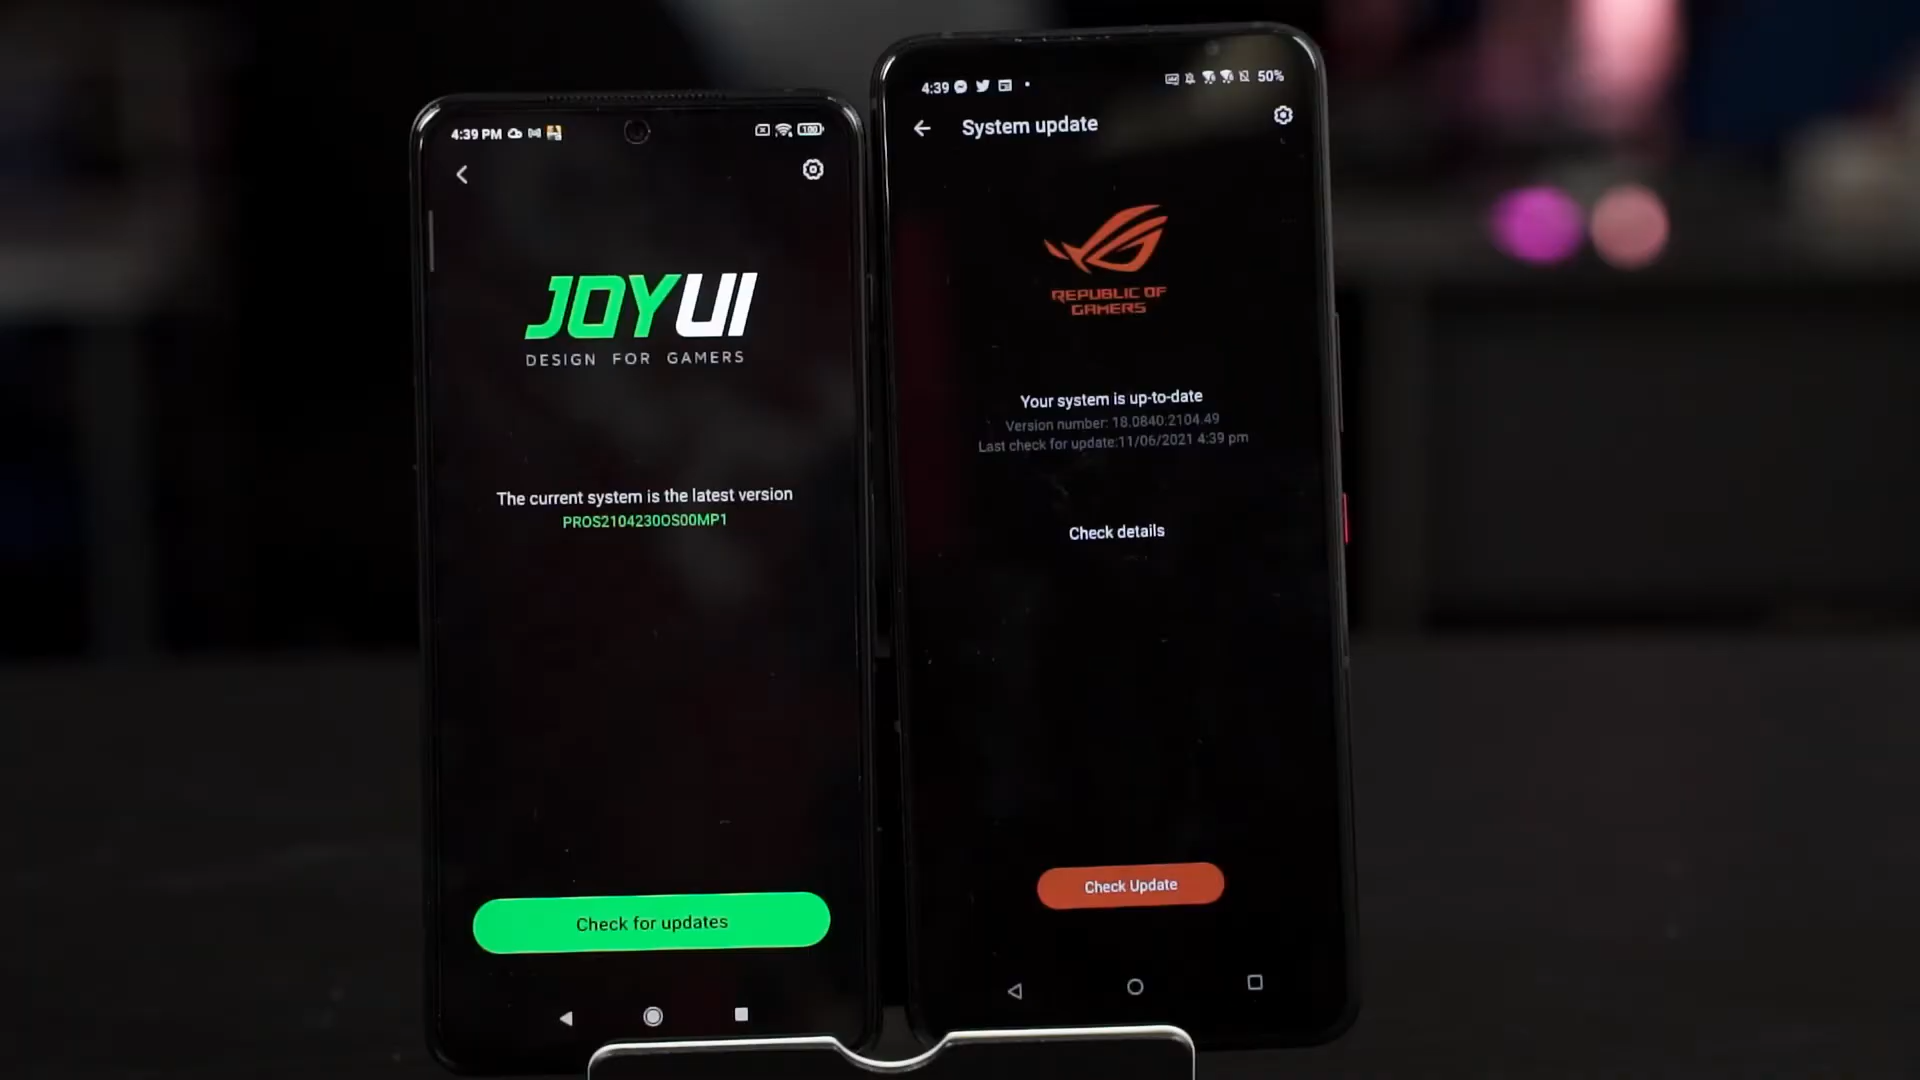 4:39 PM
100
JOYUI
DESIGN FOR GAMERS
The current system is the latest version
PROS210423OOS00MP1
Check for updates
4:39
50%
System update
REPUBLIC OF
GAMERS
Your system is up-to-date
Version number: 18.0840.2104.49
Last check for update:11/06/2021 4:39 pm
Check details
Check Update